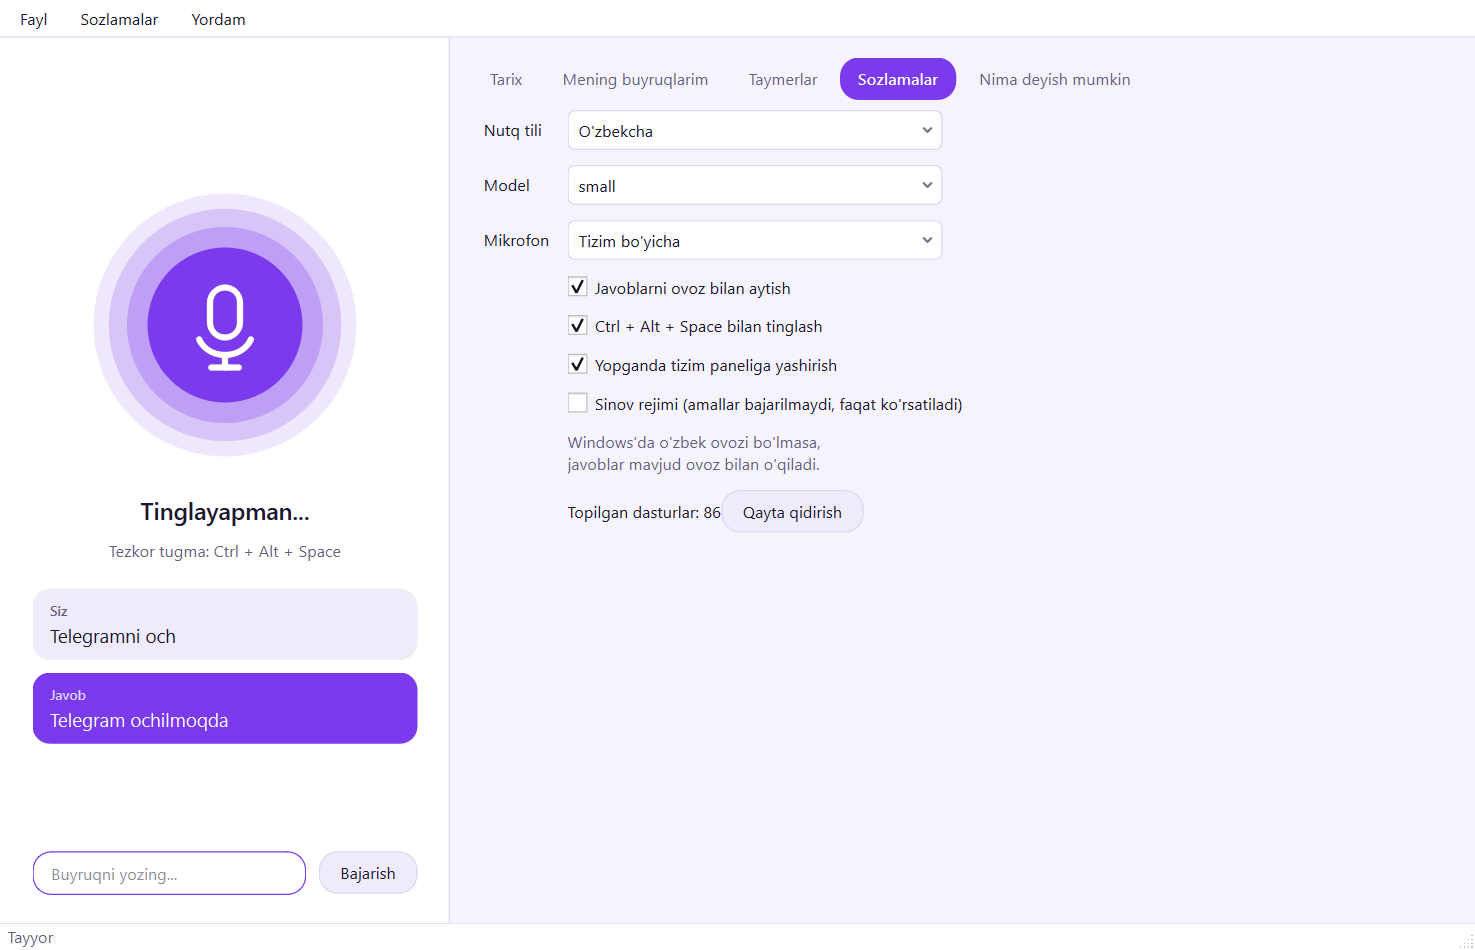 Fayl Sozlamalar Yordam
Tinglayapman...
Tezkor tugma: Ctrl + Alt + Space
Siz
Telegramni och
Javob
Telegram ochilmoqda
Buyruqni yozing...
Bajarish
Tarix Mening buyruqlarim Taymerlar Sozlamalar Nima deyish mumkin
Nutq tili O'zbekcha
Model small
Mikrofon Tizim bo'yicha
Javoblarni ovoz bilan aytish
Ctrl + Alt + Space bilan tinglash
Yopganda tizim paneliga yashirish
Sinov rejimi (amallar bajarilmaydi, faqat ko'rsatiladi)
Windows'da o'zbek ovozi bo'lmasa,
javoblar mavjud ovoz bilan o'qiladi.
Topilgan dasturlar: 86 Qayta qidirish
Tayyor